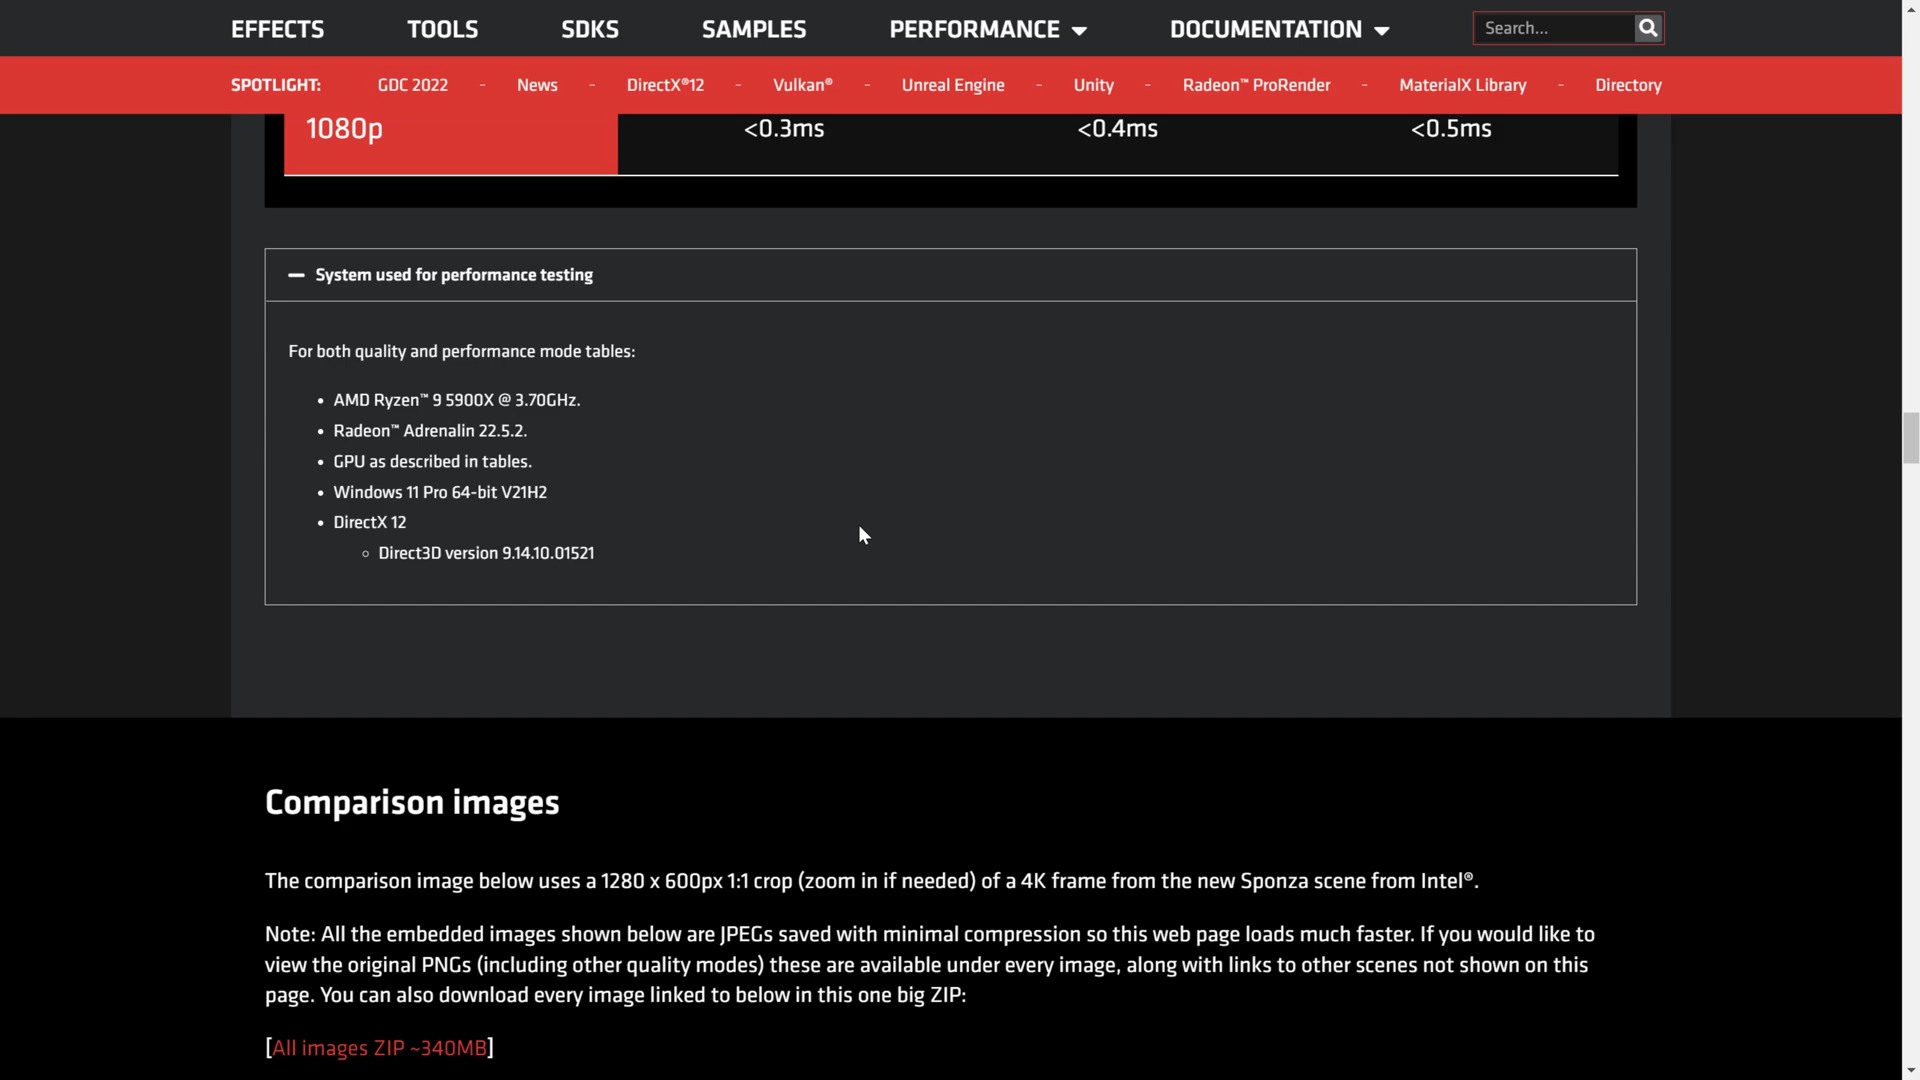 EFFECTS TOOLS SDKS SAMPLES PERFORMANCE DOCUMENTATION Search...
SPOTLIGHT: GDC 2022 - News - DirectX®12 - Vulkan® - Unreal Engine - Unity - Radeon™ ProRender - MaterialX Library - Directory
1080p <0.3ms <0.4ms <0.5ms
System used for performance testing
For both quality and performance mode tables:
• AMD Ryzen™ 9 5900X @ 3.70GHz.
• Radeon™ Adrenalin 22.5.2.
• GPU as described in tables.
• Windows 11 Pro 64-bit V21H2
• DirectX 12
◦ Direct3D version 9.14.10.01521
Comparison images
The comparison image below uses a 1280 x 600px 1:1 crop (zoom in if needed) of a 4K frame from the new Sponza scene from Intel®.
Note: All the embedded images shown below are JPEGs saved with minimal compression so this web page loads much faster. If you would like to
view the original PNGs (including other quality modes) these are available under every image, along with links to other scenes not shown on this
page. You can also download every image linked to below in this one big ZIP:
[All images ZIP ~340MB]